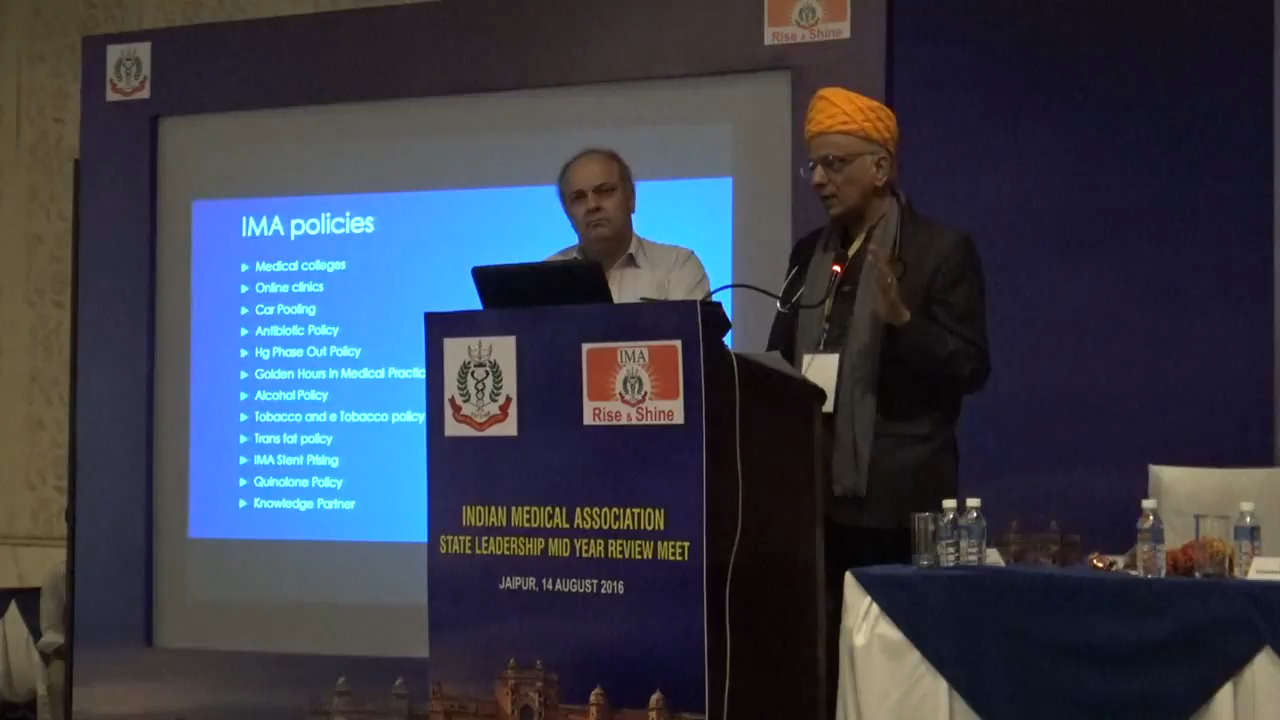 Rise & Shine
IMA policies
Medical colleges
Online clinics
Car Pooling
Antibiotic Policy
Hg Phase Out Policy
Golden Hours in Medical Practic
Alcohol Policy
Tobacco and e Tobacco policy
Trans fat policy
IMA Stent Prising
Quinolone Policy
Knowledge Partner
IMA
Rise & Shine
INDIAN MEDICAL ASSOCIATION
STATE LEADERSHIP MID YEAR REVIEW MEET
JAIPUR, 14 AUGUST 2016